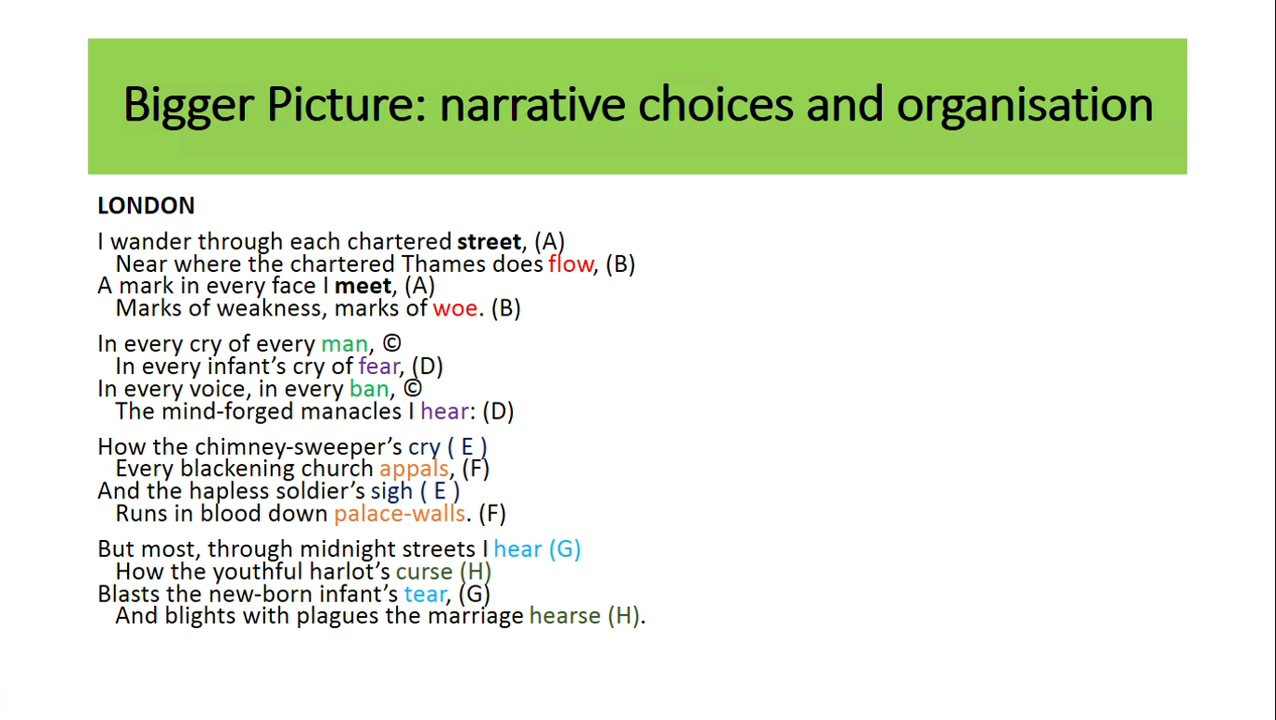 Bigger Picture: narrative choices and organisation
LONDON
I wander through each chartered street, (A)
Near where the chartered Thames does flow, (B)
A mark in every face I meet, (A)
Marks of weakness, marks of woe. (B)
In every cry of every man, ©
In every infant’s cry of fear, (D)
In every voice, in every ban, ©
The mind-forged manacles I hear: (D)
How the chimney-sweeper’s cry ( E )
Every blackening church appals, (F)
And the hapless soldier’s sigh ( E )
Runs in blood down palace-walls. (F)
But most, through midnight streets I hear (G)
How the youthful harlot’s curse (H)
Blasts the new-born infant’s tear, (G)
And blights with plagues the marriage hearse (H).